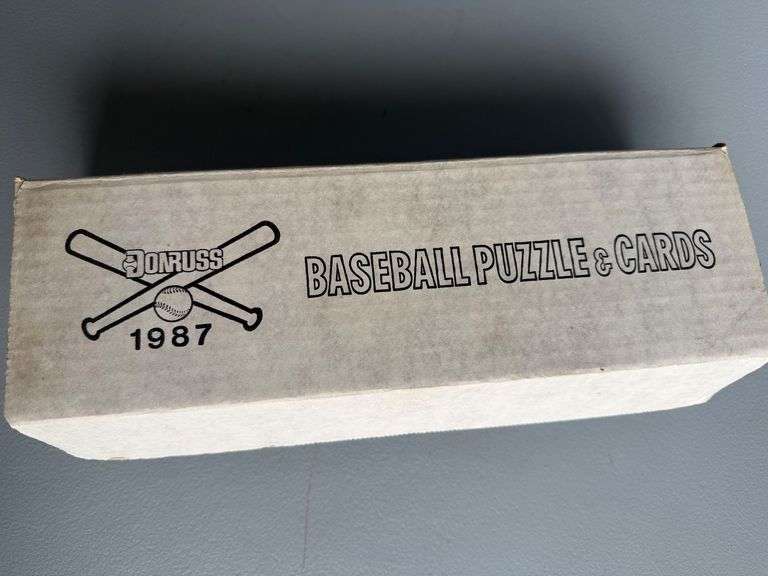 DONRUSS
1987
BASEBALL PUZZLE & CARDS